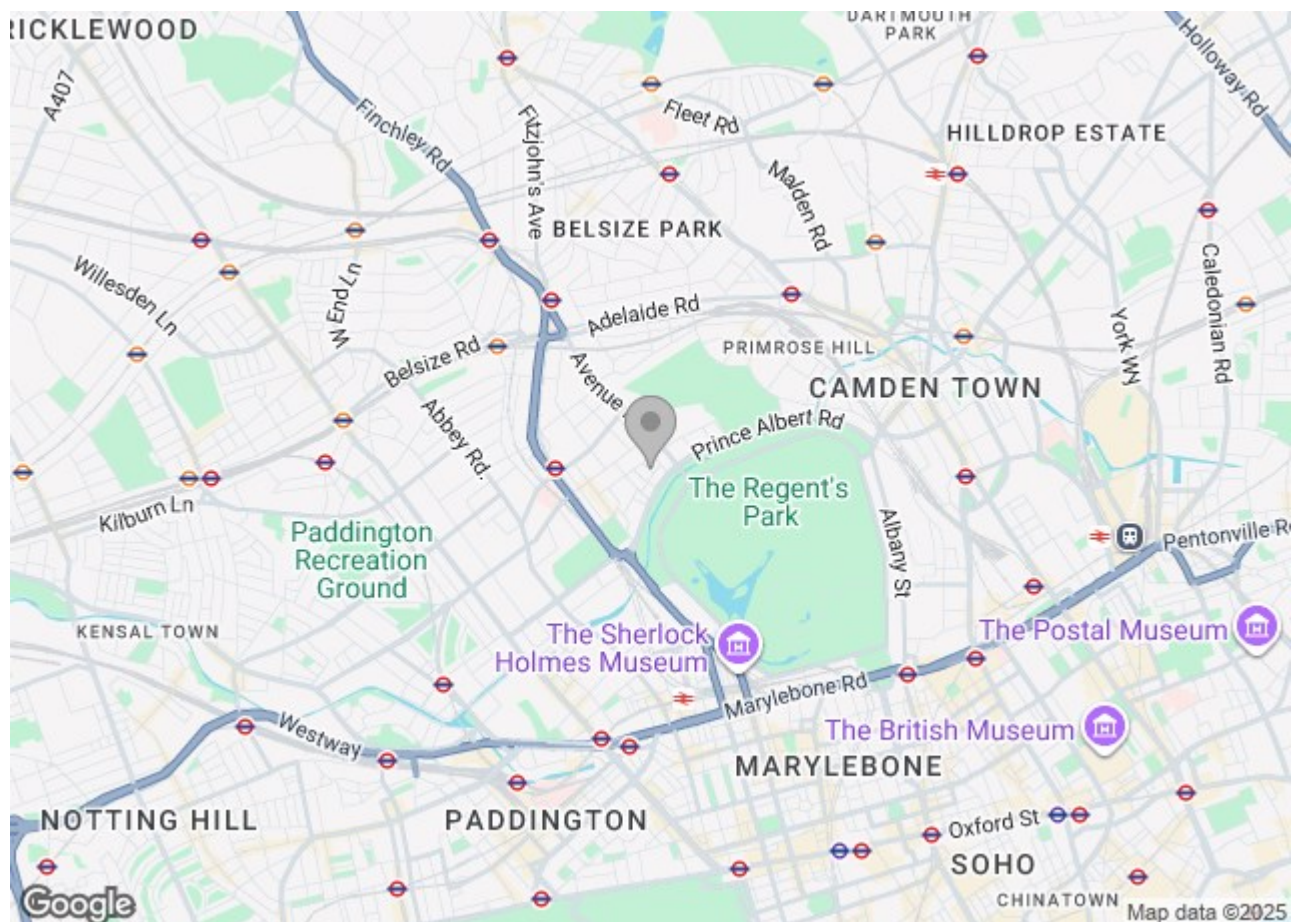 RICKLEWOOD
DARTMOUTH
PARK
Holloway Rd
A407
Finchley Rd
Fitzjohn's Ave
Fleet Rd
HILLDROP ESTATE
Malden Rd
BELSIZE PARK
Willesden Ln
W End Ln
Caledonian Rd
Adelaide Rd
York Wy
Belsize Rd
PRIMROSE HILL
Avenue
CAMDEN TOWN
Abbey Rd.
Prince Albert Rd
The Regent's
Park
Kilburn Ln
Albany St
Paddington
Recreation
Ground
Pentonville R
KENSAL TOWN
The Sherlock
Holmes Museum
The Postal Museum
Marylebone Rd
Westway
The British Museum
MARYLEBONE
NOTTING HILL
PADDINGTON
Oxford St
SOHO
CHINATOWN
Google
Map data ©2025